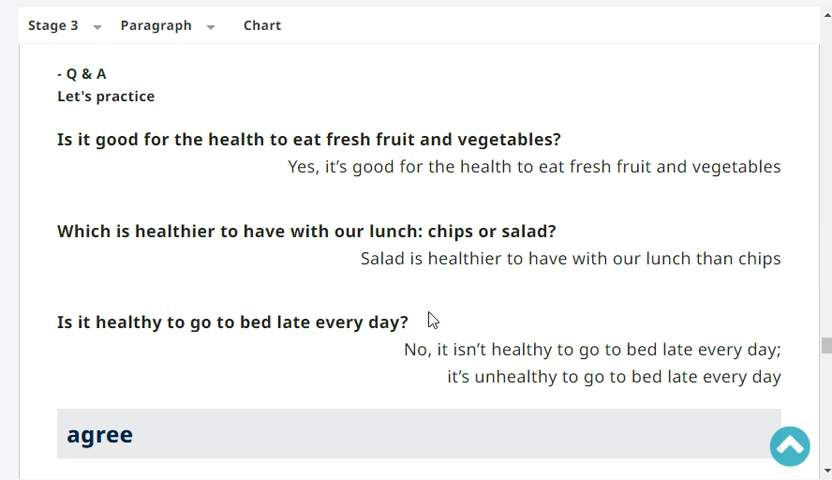 Stage 3 Paragraph Chart
- Q & A
Let's practice
Is it good for the health to eat fresh fruit and vegetables?
Yes, it’s good for the health to eat fresh fruit and vegetables
Which is healthier to have with our lunch: chips or salad?
Salad is healthier to have with our lunch than chips
Is it healthy to go to bed late every day?
No, it isn’t healthy to go to bed late every day;
it’s unhealthy to go to bed late every day
agree